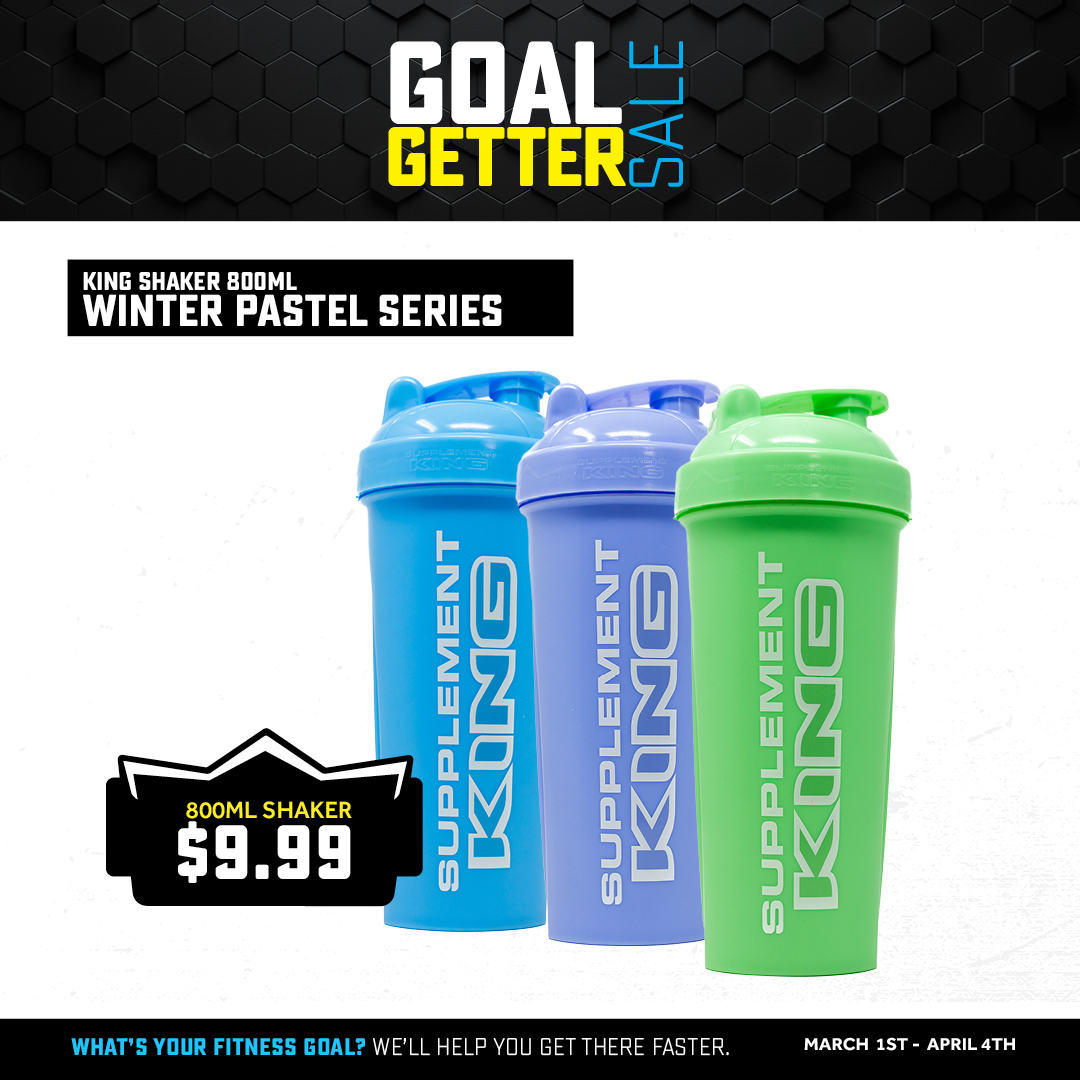 GOAL
GETTER
SALE
KING SHAKER 800ML
WINTER PASTEL SERIES
SUPPLEMENT
KING
SUPPLEMENT
KING
SUPPLEMENT
KING
SUPPLEMENT
KING
SUPPLEMENT
KING
SUPPLEMENT
KING
800ML SHAKER
$9.99
WHAT'S YOUR FITNESS GOAL? WE'LL HELP YOU GET THERE FASTER.
MARCH 1ST - APRIL 4TH